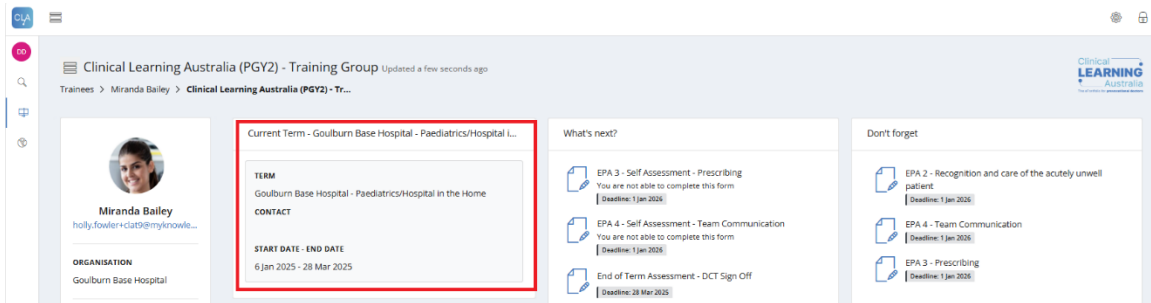 CLA
DD
Clinical Learning Australia (PGY2) - Training Group Updated a few seconds ago
Trainees > Miranda Bailey > Clinical Learning Australia (PGY2) - Tr...
Clinical
LEARNING
Australia
Miranda Bailey
holly.fowler+clat9@myknowle...
ORGANISATION
Goulburn Base Hospital
Current Term - Goulburn Base Hospital - Paediatrics/Hospital i...
TERM
Goulburn Base Hospital - Paediatrics/Hospital in the Home
CONTACT
START DATE - END DATE
6 Jan 2025 - 28 Mar 2025
What's next?
EPA 3 - Self Assessment - Prescribing
You are not able to complete this form
Deadline: 1 Jan 2026
EPA 4 - Self Assessment - Team Communication
You are not able to complete this form
Deadline: 1 Jan 2026
End of Term Assessment - DCT Sign Off
Deadline: 28 Mar 2025
Don't forget
EPA 2 - Recognition and care of the acutely unwell
patient
Deadline: 1 Jan 2026
EPA 4 - Team Communication
Deadline: 1 Jan 2026
EPA 3 - Prescribing
Deadline: 1 Jan 2026